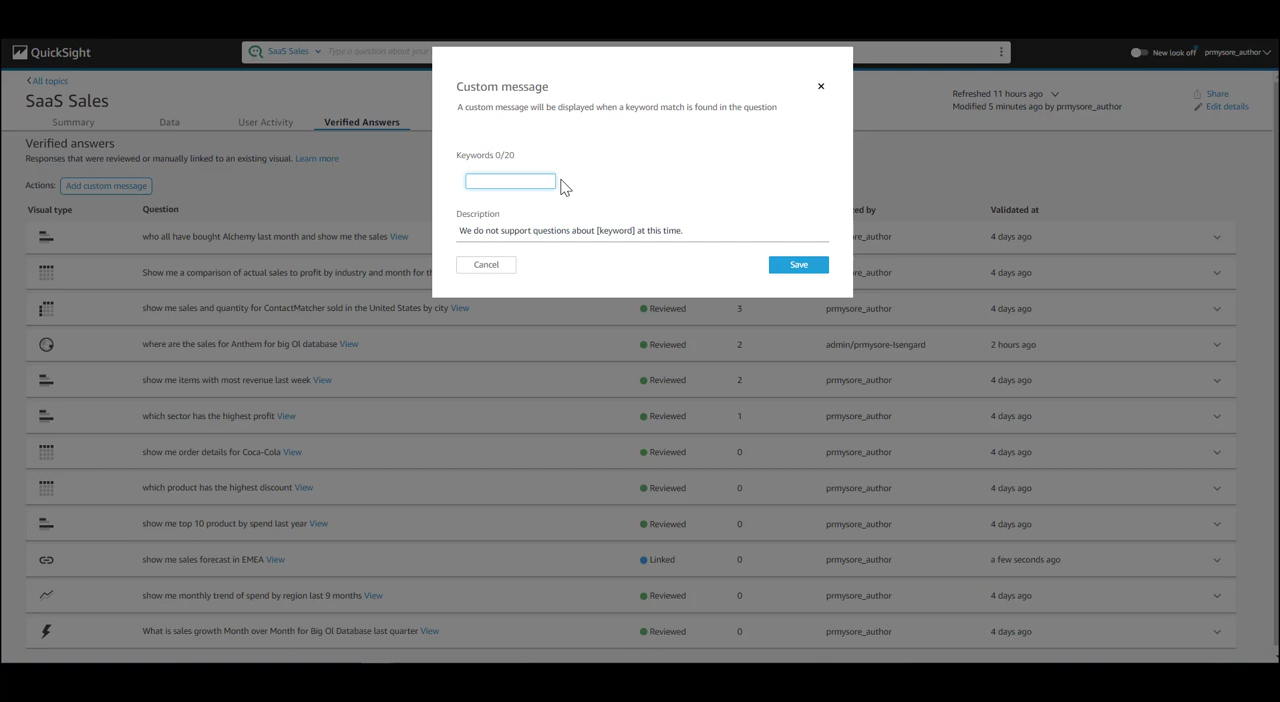 QuickSight
SaaS Sales
Type a question about your
New look off
prmysore_author
All topics
SaaS Sales
Refreshed 11 hours ago
Modified 5 minutes ago by prmysore_author
Share
Edit details
Summary
Data
User Activity
Verified Answers
Verified answers
Responses that were reviewed or manually linked to an existing visual. Learn more
Actions:
Add custom message
Custom message
A custom message will be displayed when a keyword match is found in the question
Keywords 0/20
Description
We do not support questions about [keyword] at this time.
Cancel
Save
Visual type Question Validated at
who all have bought Alchemy last month and show me the sales View 4 days ago
Show me a comparison of actual sales to profit by industry and month for 4 days ago
show me sales and quantity for ContactMatcher sold in the United States by city View Reviewed 3 prmysore_author 4 days ago
where are the sales for Anthem for big Ol database View Reviewed 2 admin/prmysore-Isengard 2 hours ago
show me items with most revenue last week View Reviewed 2 prmysore_author 4 days ago
which sector has the highest profit View Reviewed 1 prmysore_author 4 days ago
show me order details for Coca-Cola View Reviewed 0 prmysore_author 4 days ago
which product has the highest discount View Reviewed 0 prmysore_author 4 days ago
show me top 10 product by spend last year View Reviewed 0 prmysore_author 4 days ago
show me sales forecast in EMEA View Linked 0 prmysore_author a few seconds ago
show me monthly trend of spend by region last 9 months View Reviewed 0 prmysore_author 4 days ago
What is sales growth Month over Month for Big Ol Database last quarter View Reviewed 0 prmysore_author 4 days ago